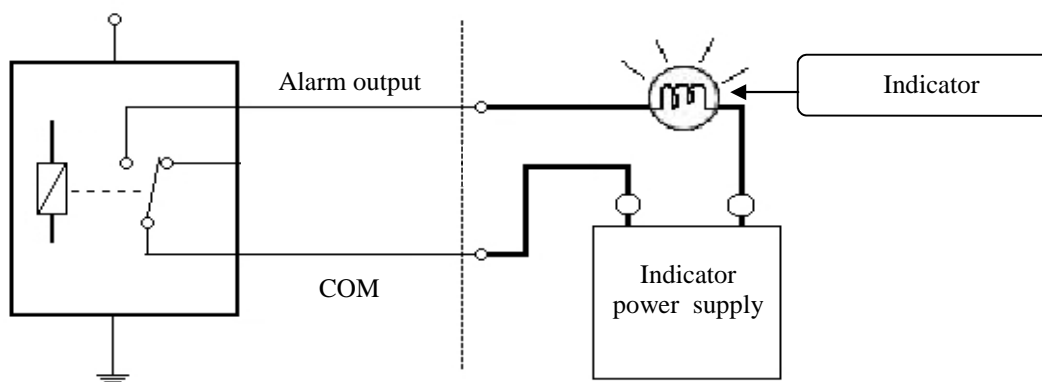 Alarm output
Indicator
COM
Indicator
power supply